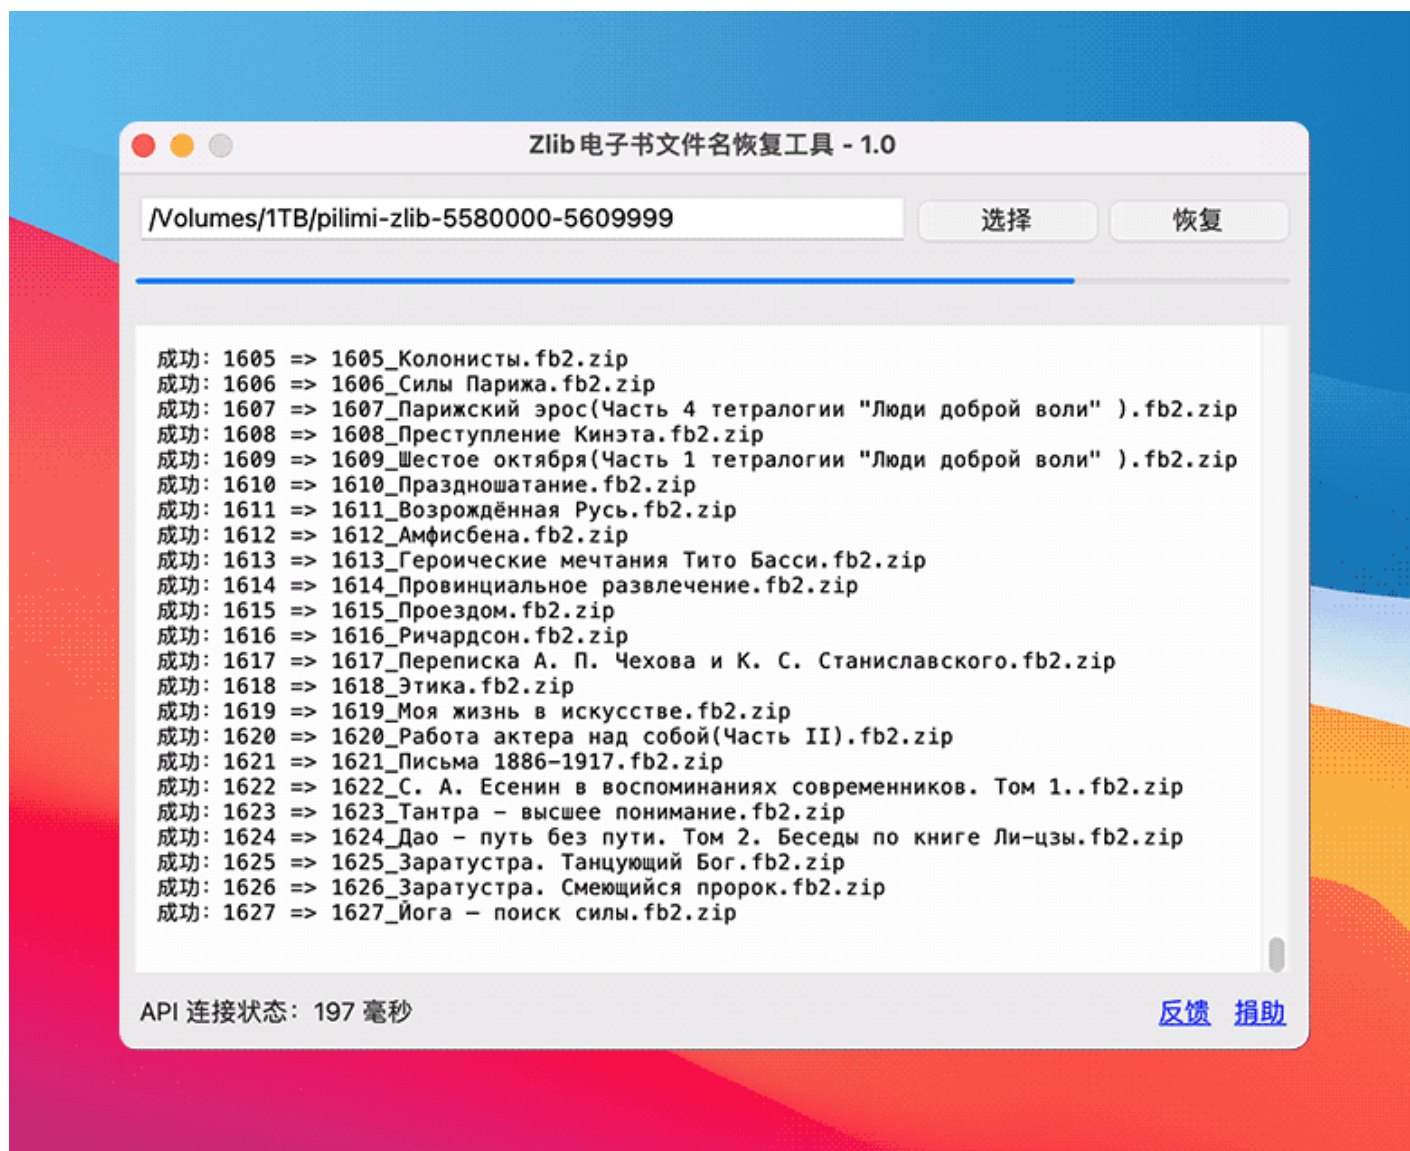 Zlib电子书文件名恢复工具 - 1.0
/Volumes/1TB/pilimi-zlib-5580000-5609999 选择 恢复
成功: 1605 => 1605_Колонисты.fb2.zip
成功: 1606 => 1606_Силы Парижа.fb2.zip
成功: 1607 => 1607_Парижский эрос(Часть 4 тетралогии "Люди доброй воли" ).fb2.zip
成功: 1608 => 1608_Преступление Кинэта.fb2.zip
成功: 1609 => 1609_Шестое октября(Часть 1 тетралогии "Люди доброй воли" ).fb2.zip
成功: 1610 => 1610_Праздношатание.fb2.zip
成功: 1611 => 1611_Возрождённая Русь.fb2.zip
成功: 1612 => 1612_Амфисбена.fb2.zip
成功: 1613 => 1613_Героические мечтания Тито Басси.fb2.zip
成功: 1614 => 1614_Провинциальное развлечение.fb2.zip
成功: 1615 => 1615_Проездом.fb2.zip
成功: 1616 => 1616_Ричардсон.fb2.zip
成功: 1617 => 1617_Переписка А. П. Чехова и К. С. Станиславского.fb2.zip
成功: 1618 => 1618_Этика.fb2.zip
成功: 1619 => 1619_Моя жизнь в искусстве.fb2.zip
成功: 1620 => 1620_Работа актера над собой(Часть II).fb2.zip
成功: 1621 => 1621_Письма 1886–1917.fb2.zip
成功: 1622 => 1622_С. А. Есенин в воспоминаниях современников. Том 1..fb2.zip
成功: 1623 => 1623_Тантра – высшее понимание.fb2.zip
成功: 1624 => 1624_Дао – путь без пути. Том 2. Беседы по книге Ли–цзы.fb2.zip
成功: 1625 => 1625_Заратустра. Танцующий Бог.fb2.zip
成功: 1626 => 1626_Заратустра. Смеющийся пророк.fb2.zip
成功: 1627 => 1627_Йога – поиск силы.fb2.zip
API 连接状态: 197 毫秒 反馈 捐助